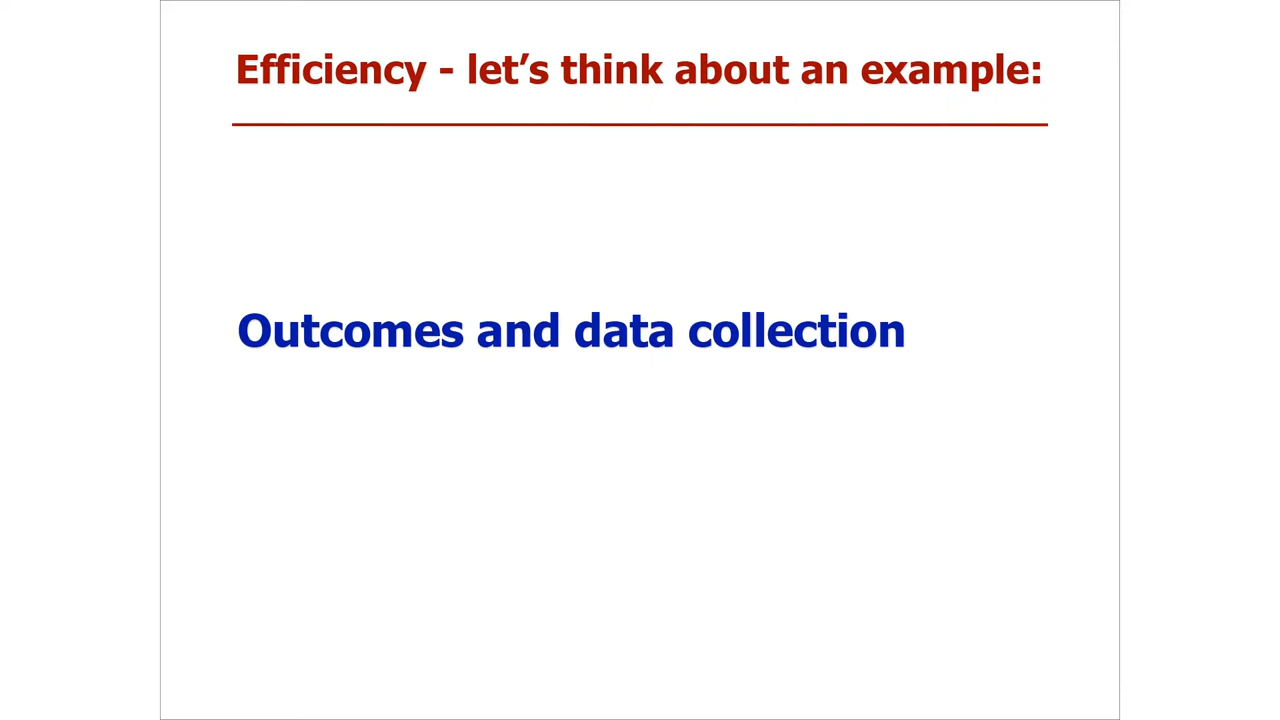 Efficiency - let’s think about an example:
Outcomes and data collection